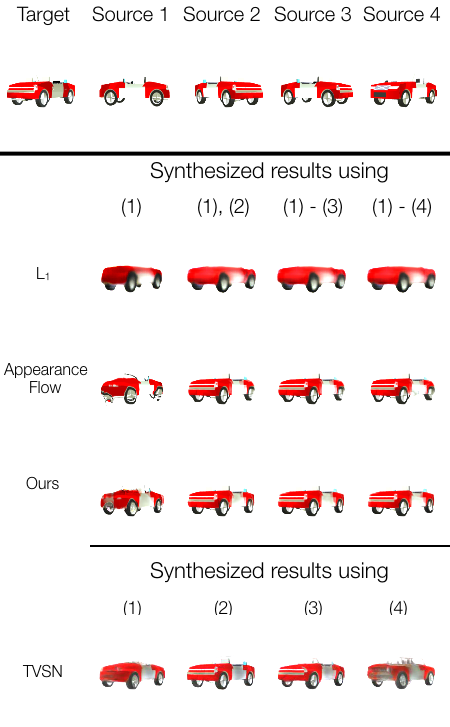 Target Source 1 Source 2 Source 3 Source 4
Synthesized results using
(1) (1), (2) (1) - (3) (1) - (4)
L₁
Appearance
Flow
Ours
Synthesized results using
(1) (2) (3) (4)
TVSN